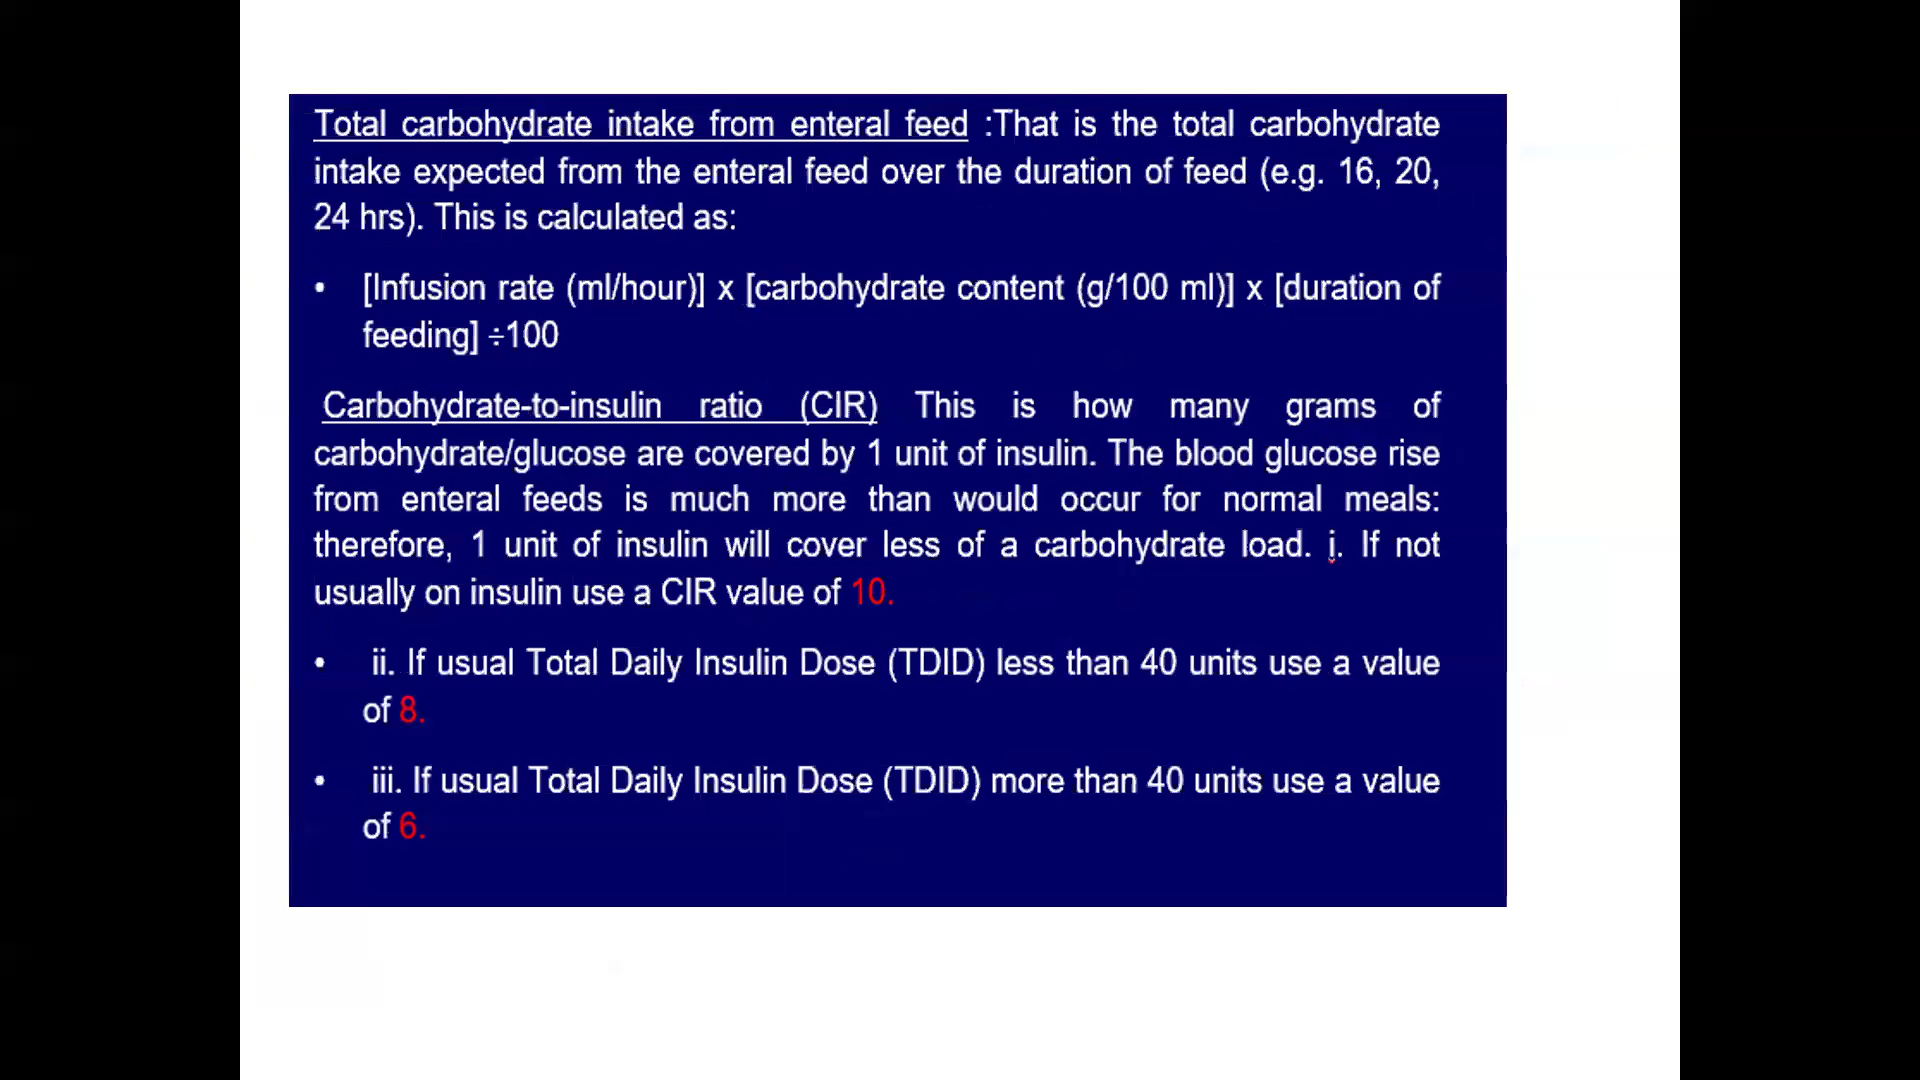 Total carbohydrate intake from enteral feed :That is the total carbohydrate
intake expected from the enteral feed over the duration of feed (e.g. 16, 20,
24 hrs). This is calculated as:
• [Infusion rate (ml/hour)] x [carbohydrate content (g/100 ml)] x [duration of
feeding] ÷100
Carbohydrate-to-insulin ratio (CIR) This is how many grams of
carbohydrate/glucose are covered by 1 unit of insulin. The blood glucose rise
from enteral feeds is much more than would occur for normal meals:
therefore, 1 unit of insulin will cover less of a carbohydrate load. i. If not
usually on insulin use a CIR value of 10.
• ii. If usual Total Daily Insulin Dose (TDID) less than 40 units use a value
of 8.
• iii. If usual Total Daily Insulin Dose (TDID) more than 40 units use a value
of 6.